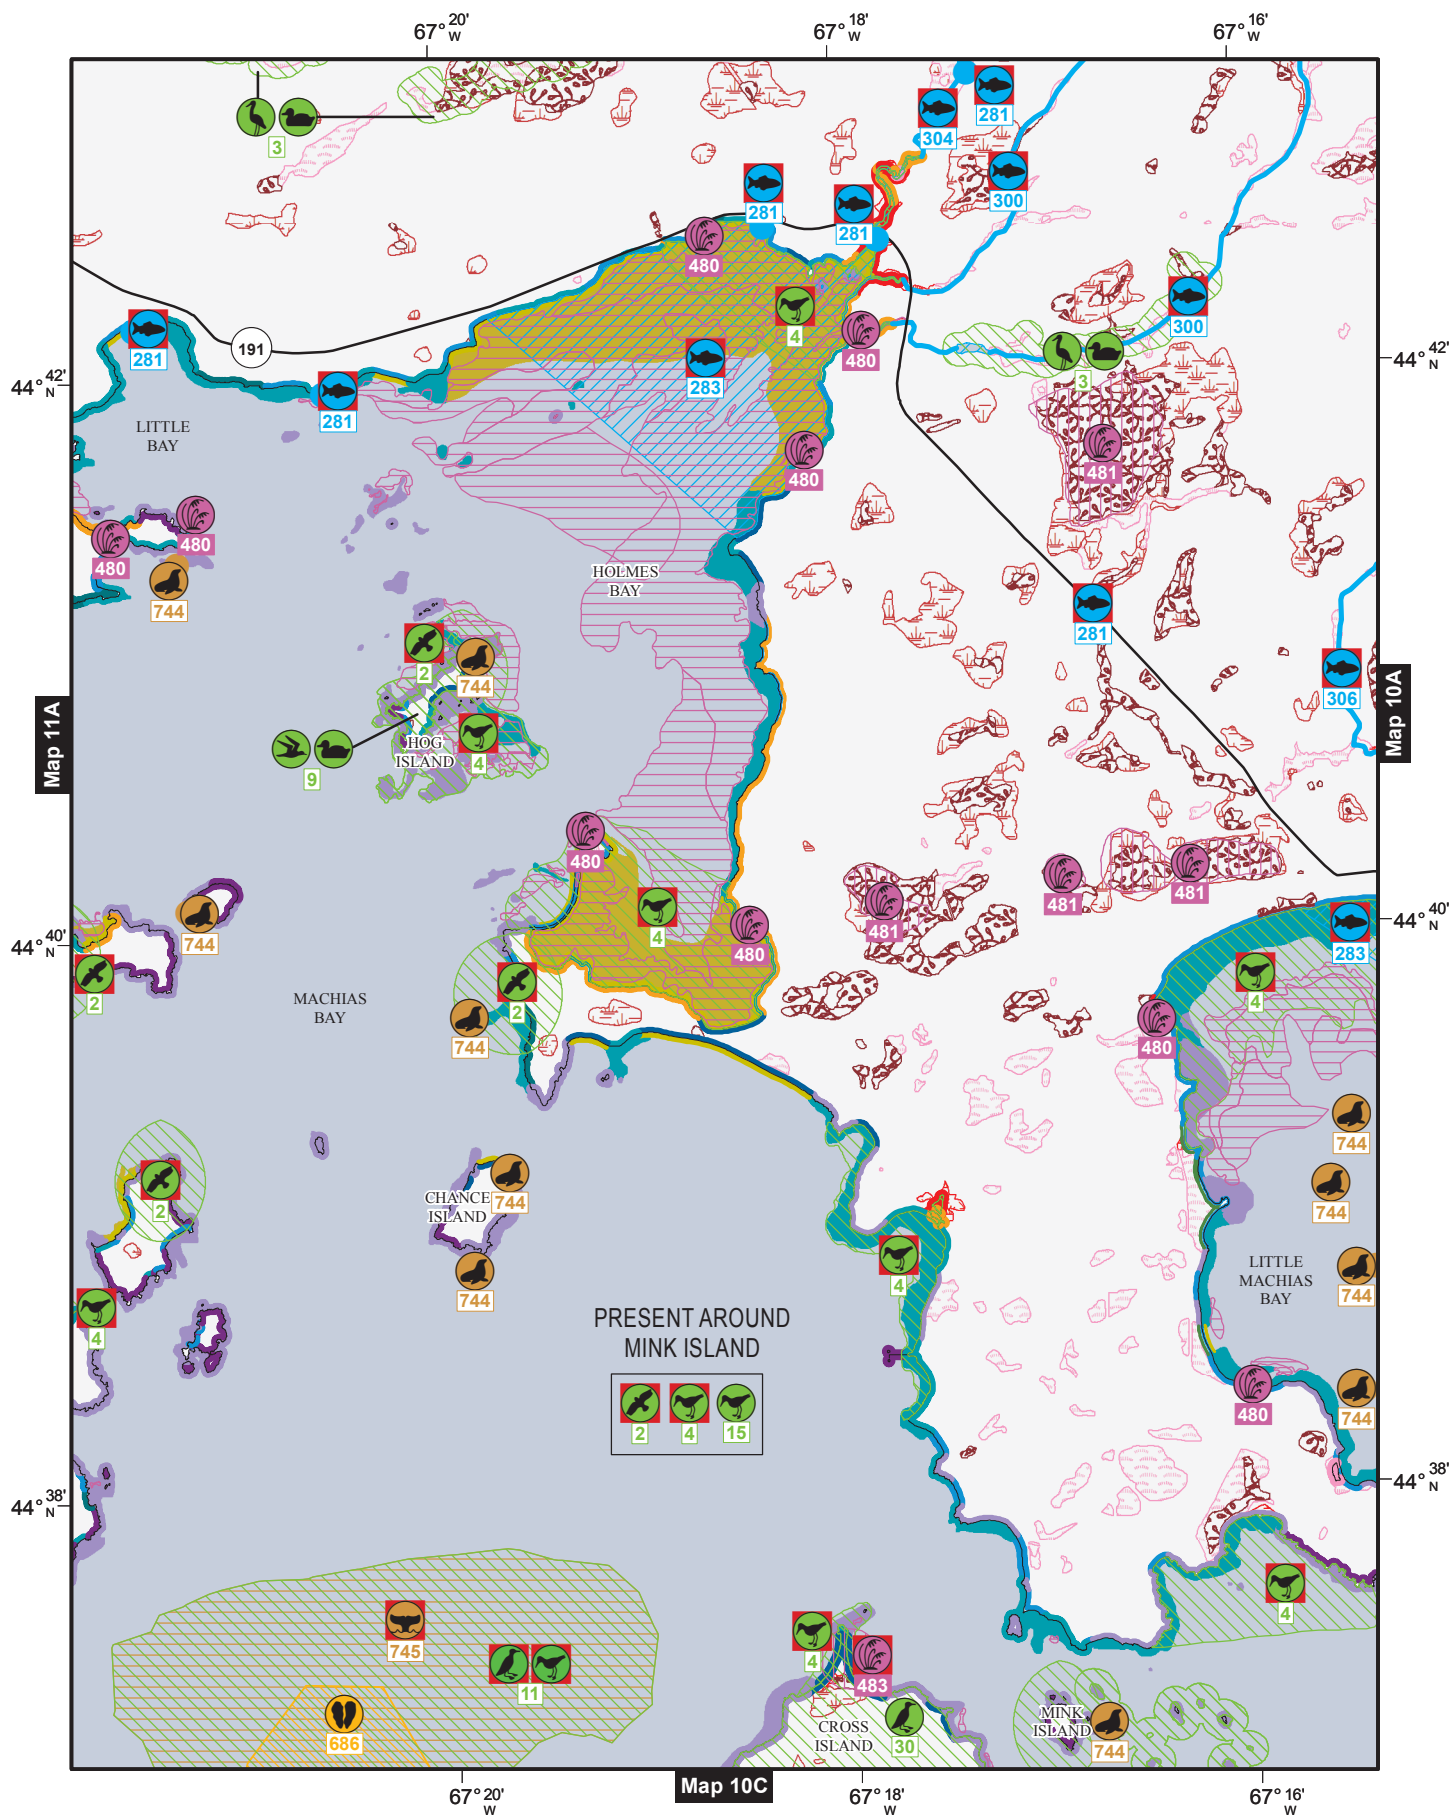 67° 20' W
67° 18' W
67° 16' W
3
304
281
300
281
281
480
4
300
191
281
480
283
3
44° 42' N
44° 42' N
281
LITTLE
BAY
480
481
480
480
744
HOLMES
BAY
281
2
744
306
Map 11A
Map 10A
HOG
ISLAND
4
9
480
481
481
481
744
4
480
44° 40' N
44° 40' N
283
2
2
4
MACHIAS
BAY
744
480
744
744
2
CHANCE
ISLAND
744
744
4
LITTLE
MACHIAS
BAY
744
4
PRESENT AROUND
MINK ISLAND
2
4
15
480
744
44° 38' N
44° 38' N
4
745
4
11
483
686
CROSS
ISLAND
30
MINK
ISLAND
744
Map 10C
67° 20' W
67° 18' W
67° 16' W